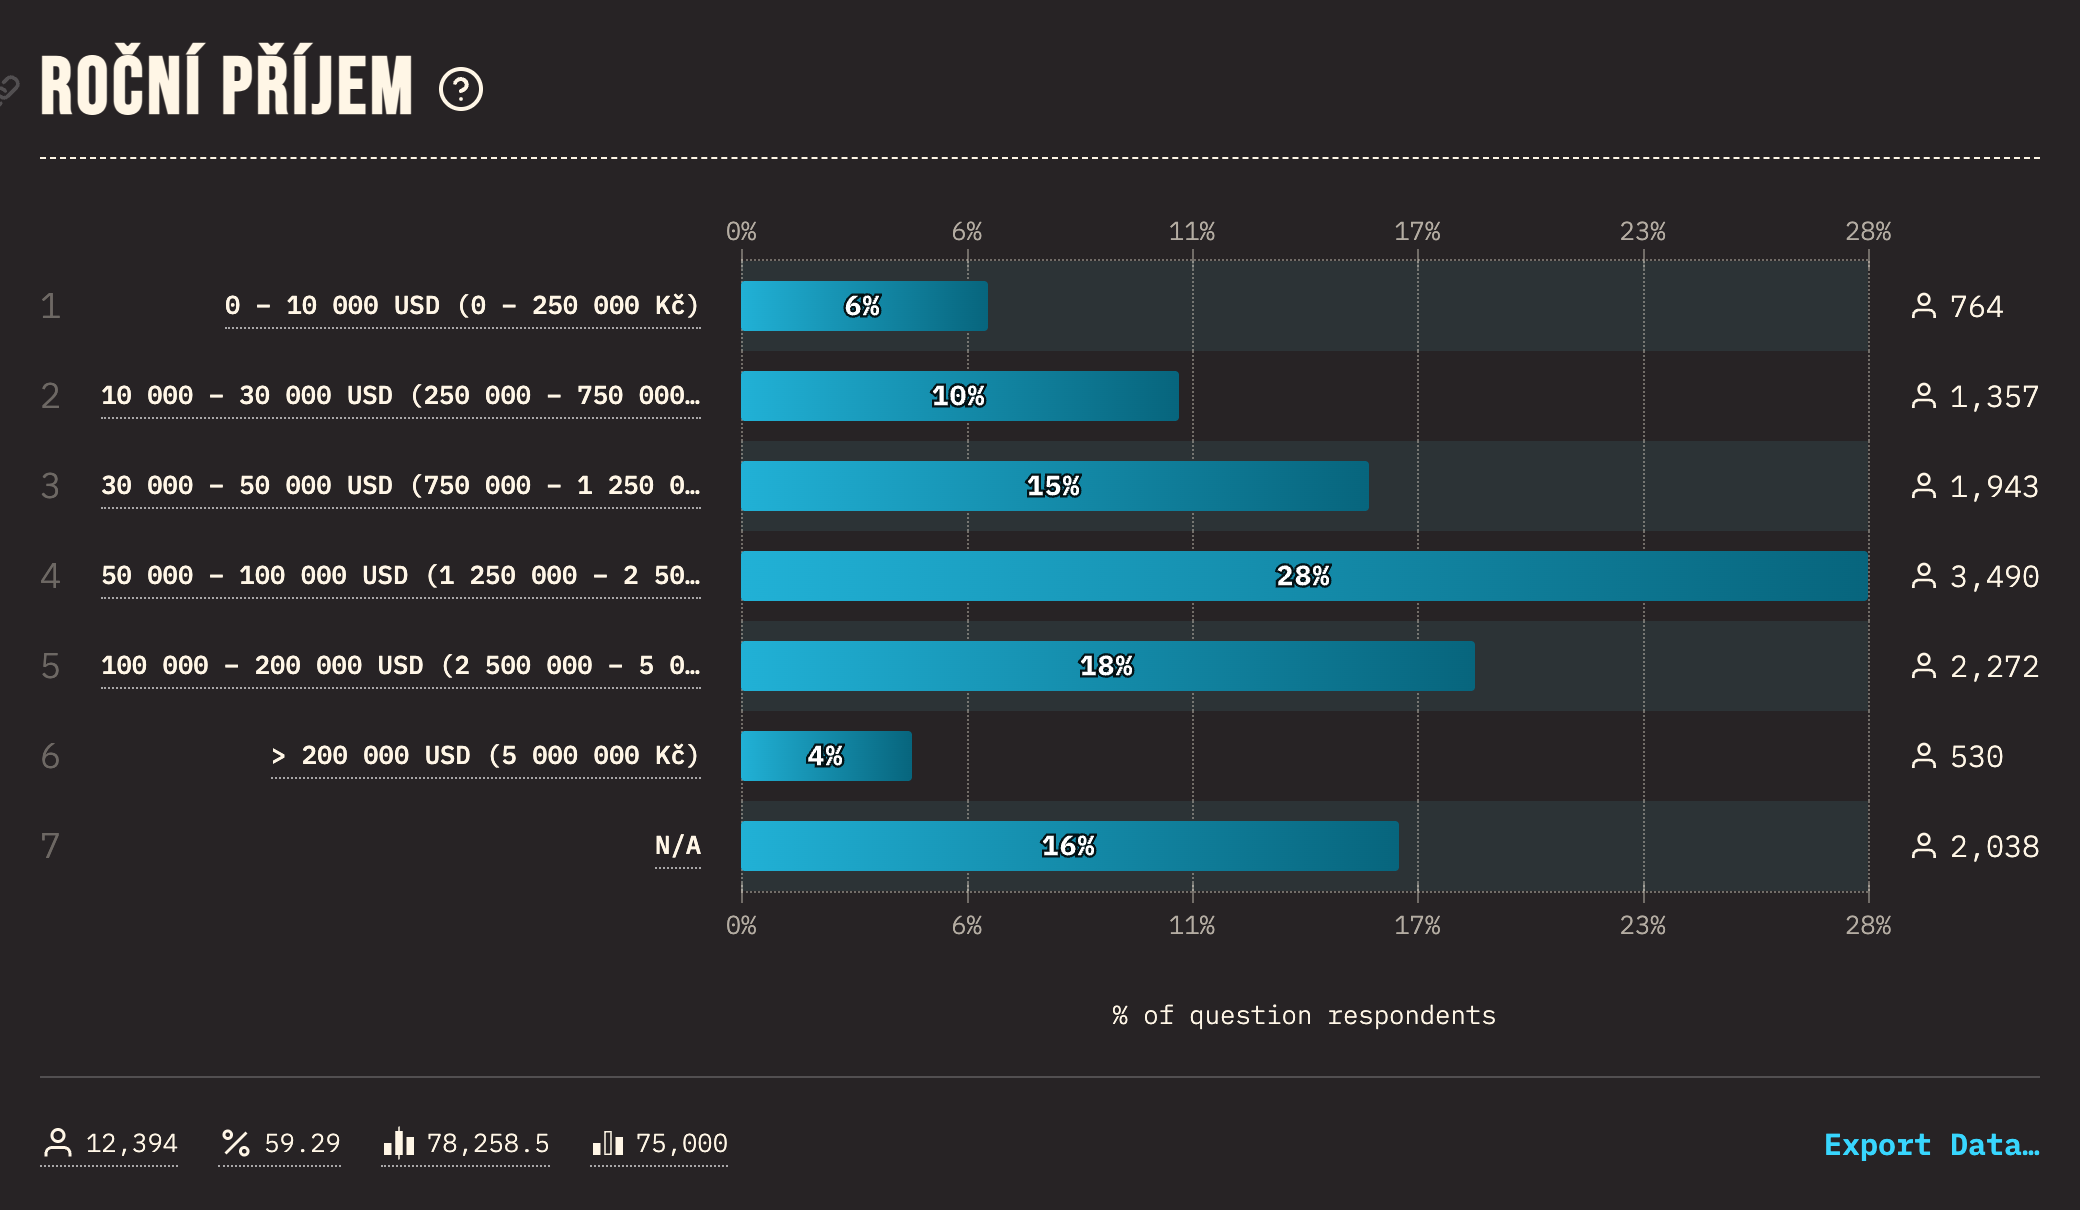 ROČNÍ PŘÍJEM ?
0% 6% 11% 17% 23% 28%
1 0 – 10 000 USD (0 – 250 000 Kč) 6% 764
2 10 000 – 30 000 USD (250 000 – 750 000… 10% 1,357
3 30 000 – 50 000 USD (750 000 – 1 250 0… 15% 1,943
4 50 000 – 100 000 USD (1 250 000 – 2 50… 28% 3,490
5 100 000 – 200 000 USD (2 500 000 – 5 0… 18% 2,272
6 > 200 000 USD (5 000 000 Kč) 4% 530
7 N/A 16% 2,038
0% 6% 11% 17% 23% 28%
% of question respondents
12,394 % 59.29 78,258.5 75,000 Export Data…